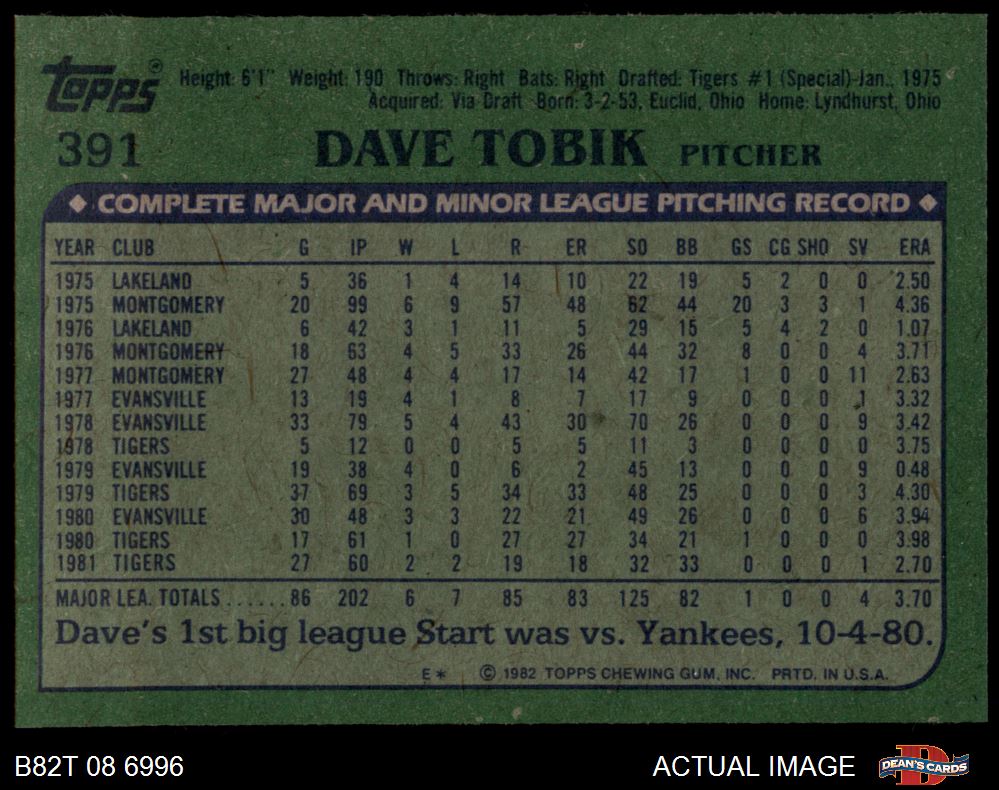 topps® Height: 6'1" Weight: 190 Throws: Right Bats: Right Drafted: Tigers #1 (Special)-Jan., 1975
Acquired: Via Draft Born: 3-2-53, Euclid, Ohio Home: Lyndhurst, Ohio
391 DAVE TOBIK PITCHER
◆ COMPLETE MAJOR AND MINOR LEAGUE PITCHING RECORD ◆
YEAR CLUB G IP W L R ER SO BB GS CG SHO SV ERA
1975 LAKELAND 5 36 1 4 14 10 22 19 5 2 0 0 2.50
1975 MONTGOMERY 20 99 6 9 57 48 62 44 20 3 3 1 4.36
1976 LAKELAND 6 42 3 1 11 5 29 15 5 4 2 0 1.07
1976 MONTGOMERY 18 63 4 5 33 26 44 32 8 0 0 4 3.71
1977 MONTGOMERY 27 48 4 4 17 14 42 17 1 0 0 11 2.63
1977 EVANSVILLE 13 19 4 1 8 7 17 9 0 0 0 1 3.32
1978 EVANSVILLE 33 79 5 4 43 30 70 26 0 0 0 9 3.42
1978 TIGERS 5 12 0 0 5 5 11 3 0 0 0 0 3.75
1979 EVANSVILLE 19 38 4 0 6 2 45 13 0 0 0 9 0.48
1979 TIGERS 37 69 3 5 34 33 48 25 0 0 0 3 4.30
1980 EVANSVILLE 30 48 3 3 22 21 49 26 0 0 0 6 3.94
1980 TIGERS 17 61 1 0 27 27 34 21 1 0 0 0 3.98
1981 TIGERS 27 60 2 2 19 18 32 33 0 0 0 1 2.70
MAJOR LEA. TOTALS ...... 86 202 6 7 85 83 125 82 1 0 0 4 3.70
Dave's 1st big league Start was vs. Yankees, 10-4-80.
E* © 1982 TOPPS CHEWING GUM, INC. PRTD. IN U.S.A.
B82T 08 6996 ACTUAL IMAGE D DEAN'S CARDS